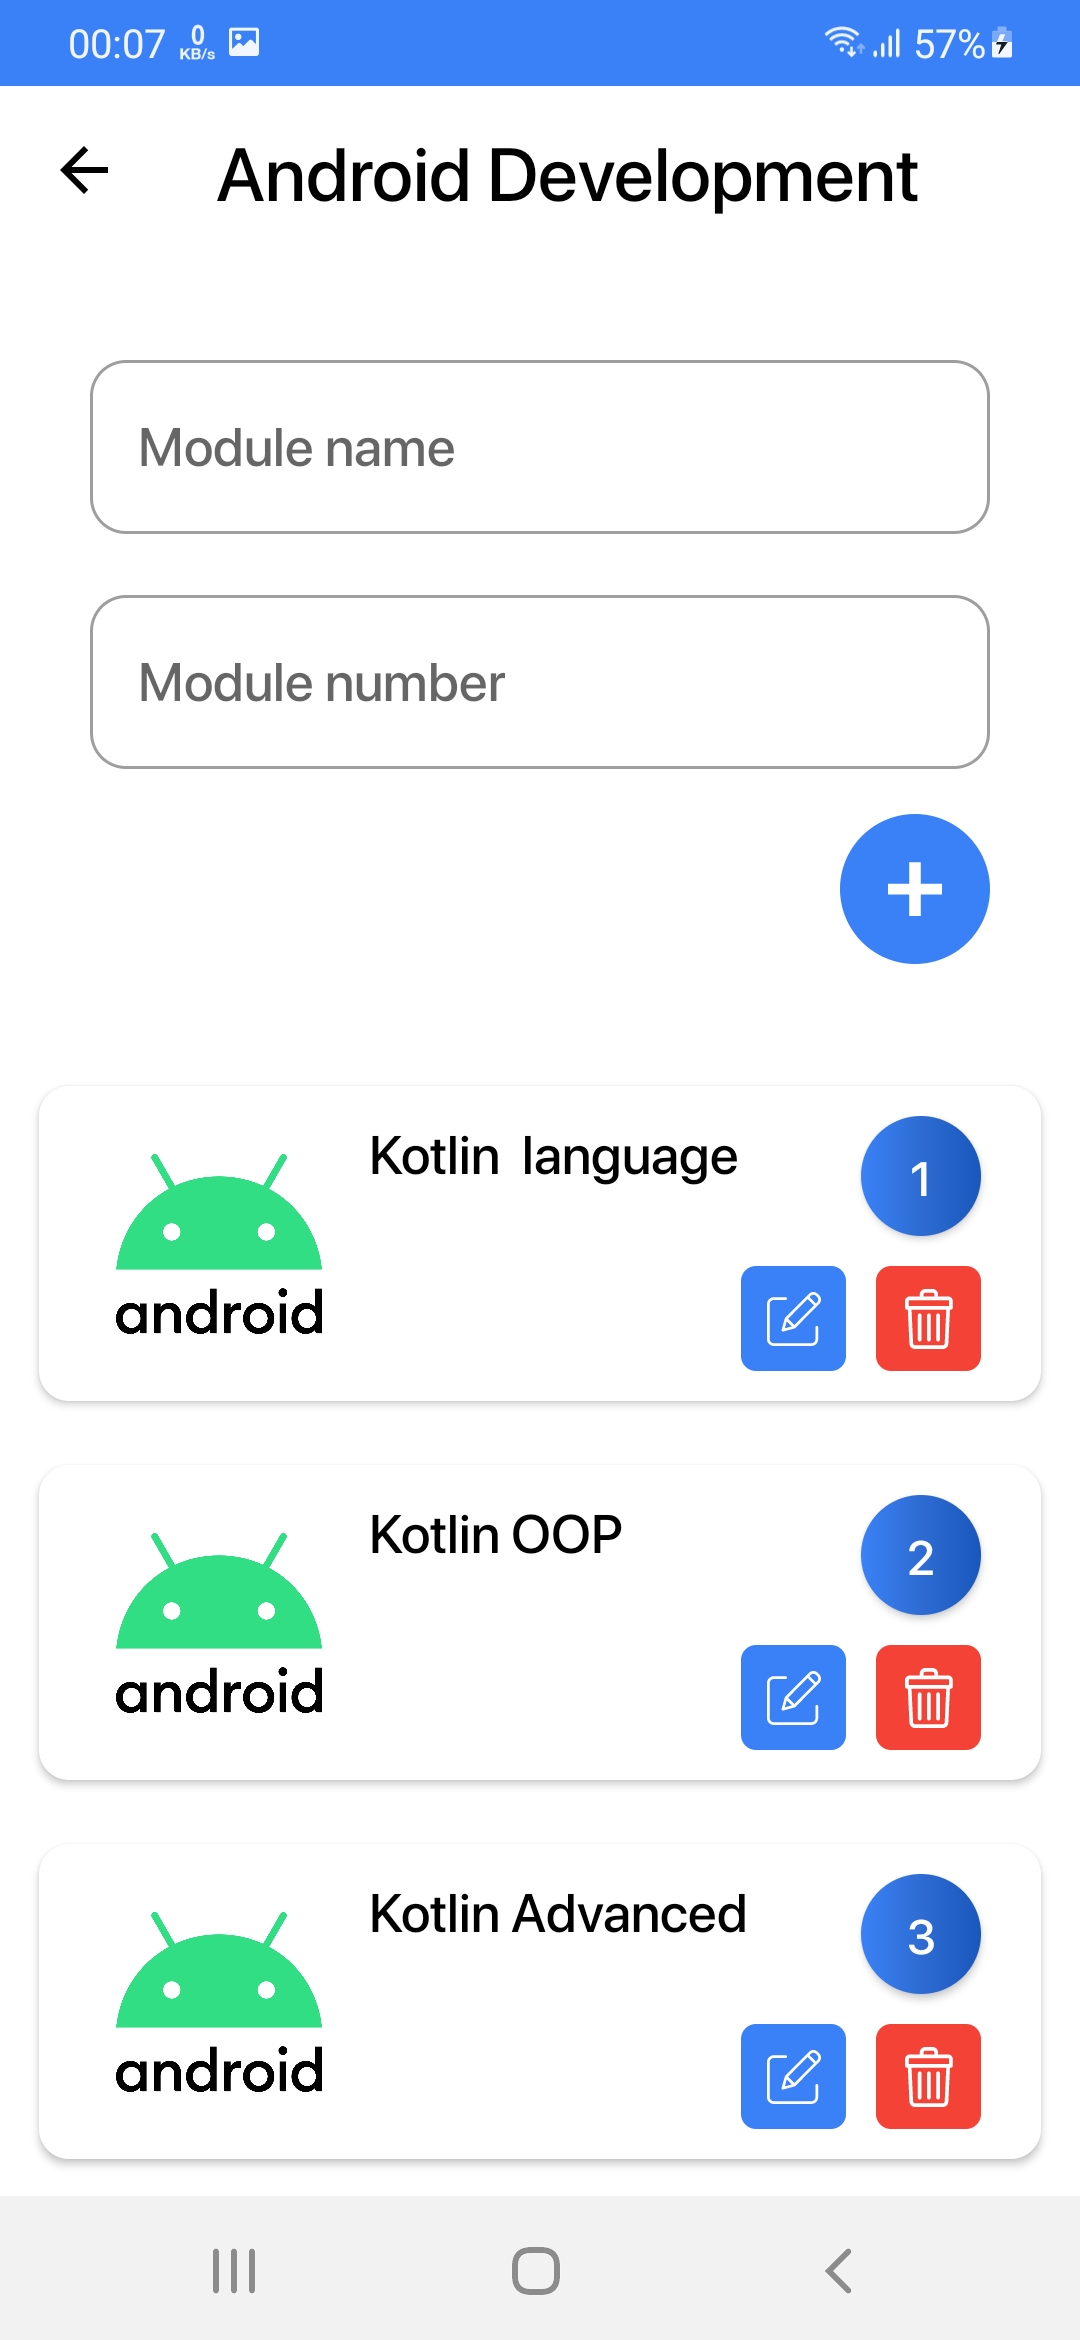 00:07 0 KB/s 57%
Android Development
Module name
Module number
Kotlin  language
1
android
Kotlin OOP
2
android
Kotlin Advanced
3
android